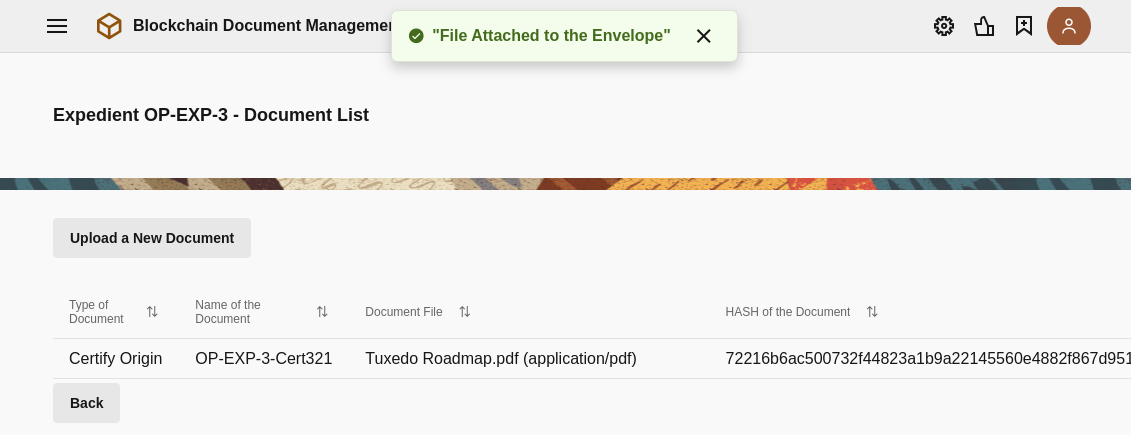 Blockchain Document Managemen
"File Attached to the Envelope"
Expedient OP-EXP-3 - Document List
Upload a New Document
Type of
Document
Name of the
Document
Document File
HASH of the Document
Certify Origin
OP-EXP-3-Cert321
Tuxedo Roadmap.pdf (application/pdf)
72216b6ac500732f44823a1b9a22145560e4882f867d951
Back